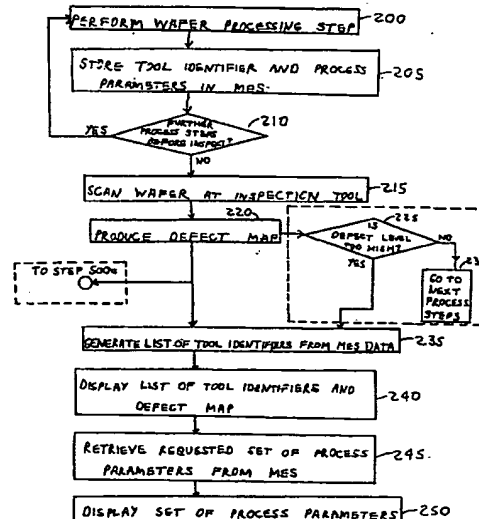 PERFORM WAFER PROCESSING STEP
200
STORE TOOL IDENTIFIER AND PROCESS
205
PARAMETERS IN MES.
210
FURTHER
PROCESS STEPS
BEFORE INSPECT?
YES
NO
SCAN WAFER AT INSPECTION TOOL
215
220
PRODUCE DEFECT MAP
225
IS
DEFECT LEVEL
TOO HIGH?
NO
YES
23
GO TO
NEXT
PROCESS
STEPS
TO STEP 500a
GENERATE LIST OF TOOL IDENTIFIERS FROM MES DATA
235
DISPLAY LIST OF TOOL IDENTIFIERS AND
DEFECT MAP
240
RETRIEVE REQUESTED SET OF PROCESS
PARAMETERS FROM MES
245.
DISPLAY SET OF PROCESS PARAMETERS
250